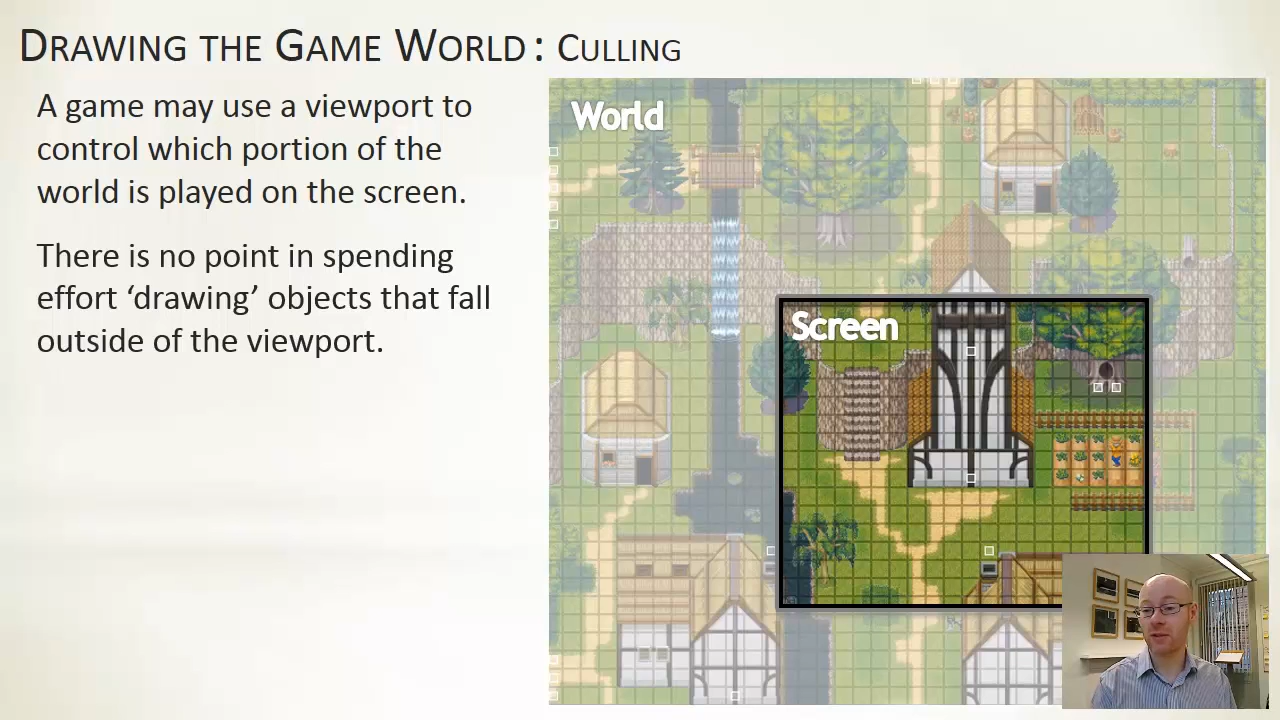 DRAWING THE GAME WORLD : CULLING
A game may use a viewport to
control which portion of the
world is played on the screen.
There is no point in spending
effort ‘drawing’ objects that fall
outside of the viewport.
World
Screen